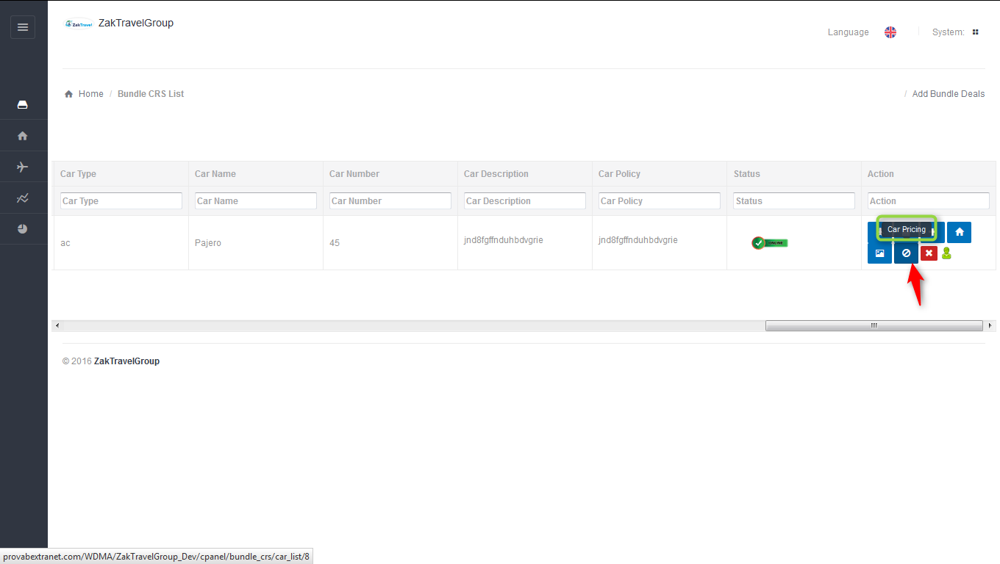 ZakTravel
ZakTravelGroup
Language
System:
Home / Bundle CRS List
/ Add Bundle Deals
Car Type Car Name Car Number Car Description Car Policy Status Action
Car Type Car Name Car Number Car Description Car Policy Status Action
Car Pricing
ac Pajero 45 jnd8fgffnduhbdvgrie jnd8fgffnduhbdvgrie ONLINE
© 2016 ZakTravelGroup
provabextranet.com/WDMA/ZakTravelGroup_Dev/cpanel/bundle_crs/car_list/8